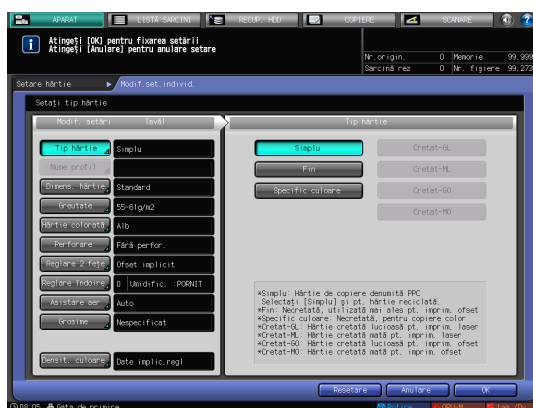 APARAT
LISTĂ SARCINI
RECUP. HDD
COPIERE
SCANARE
Atingeţi [OK] pentru fixarea setării
Atingeţi [Anulare] pentru anulare setare
Nr.origin. 0 Memorie 99.999
Sarcină rez 0 Nr. fişiere 99.273
Setare hârtie ▶ Modif.set.individ.
Setaţi tip hârtie
Modif. setări Tavă1
Tip hârtie
Tip hârtie Simplu
Nume profil
Dimens. hârtie Standard
Greutate 55-61g/m2
Hârtie colorată Alb
Perforare Fără perfor.
Reglare 2 feţe Ofset implicit
Reglare îndoire 0 Umidific. :PORNIT
Asistare aer Auto
Grosime Nespecificat
Densit. culoare Date implic.regl
Simplu
Fin
Specific culoare
Cretat-GL
Cretat-ML
Cretat-GO
Cretat-MO
*Simplu: Hârtie de copiere denumită PPC
Selectaţi [Simplu] şi pt. hârtie reciclată.
*Fin: Necretată, utilizată mai ales pt. imprim. ofset
*Specific culoare: Necretată, pentru copiere color
*Cretat-GL: Hârtie cretată lucioasă pt. imprim. laser
*Cretat-ML: Hârtie cretată mată pt. imprim. laser
*Cretat-GO: Hârtie cretată lucioasă pt. imprim. ofset
*Cretat-MO: Hârtie cretată mată pt. imprim. ofset
Resetare
Anulare
OK